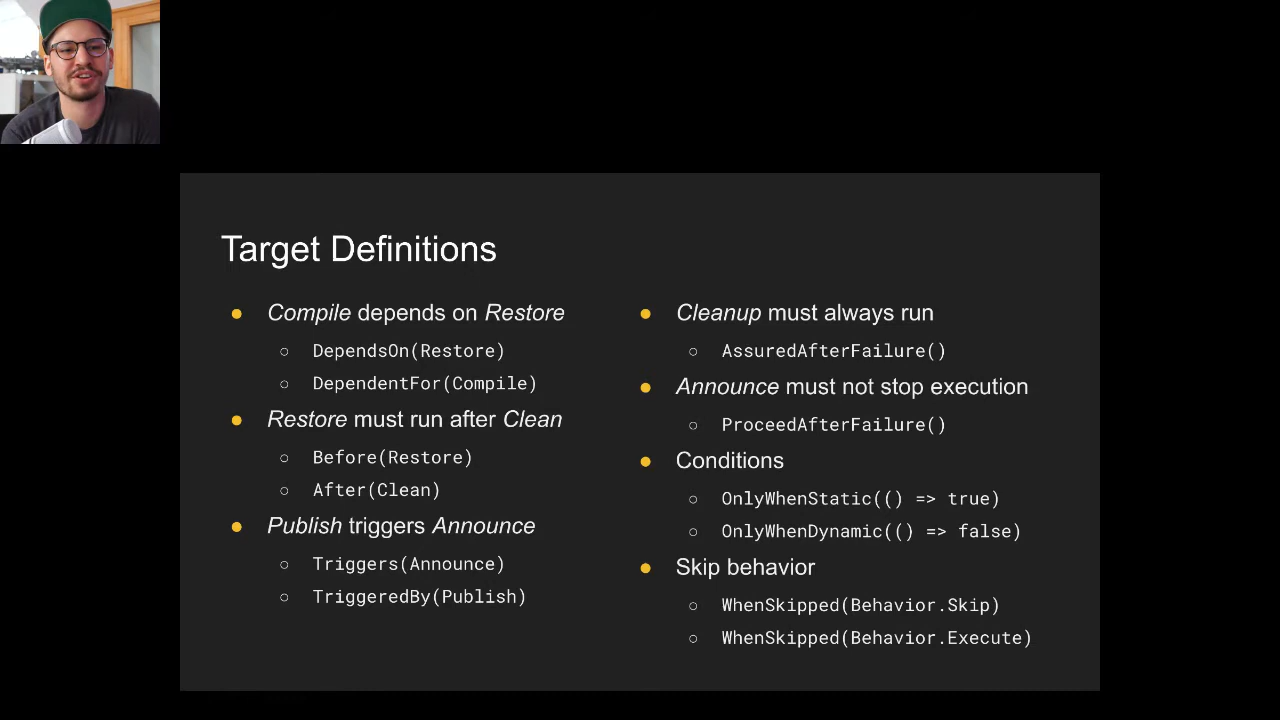 Target Definitions
Compile depends on Restore
DependsOn(Restore)
DependentFor(Compile)
Restore must run after Clean
Before(Restore)
After(Clean)
Publish triggers Announce
Triggers(Announce)
TriggeredBy(Publish)
Cleanup must always run
AssuredAfterFailure()
Announce must not stop execution
ProceedAfterFailure()
Conditions
OnlyWhenStatic(() => true)
OnlyWhenDynamic(() => false)
Skip behavior
WhenSkipped(Behavior.Skip)
WhenSkipped(Behavior.Execute)